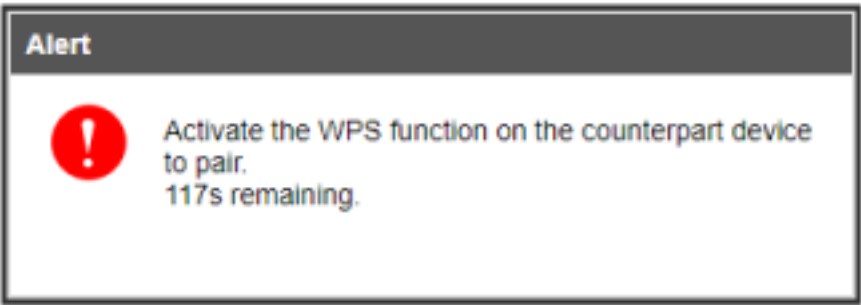 Alert
Activate the WPS function on the counterpart device
to pair.
117s remaining.